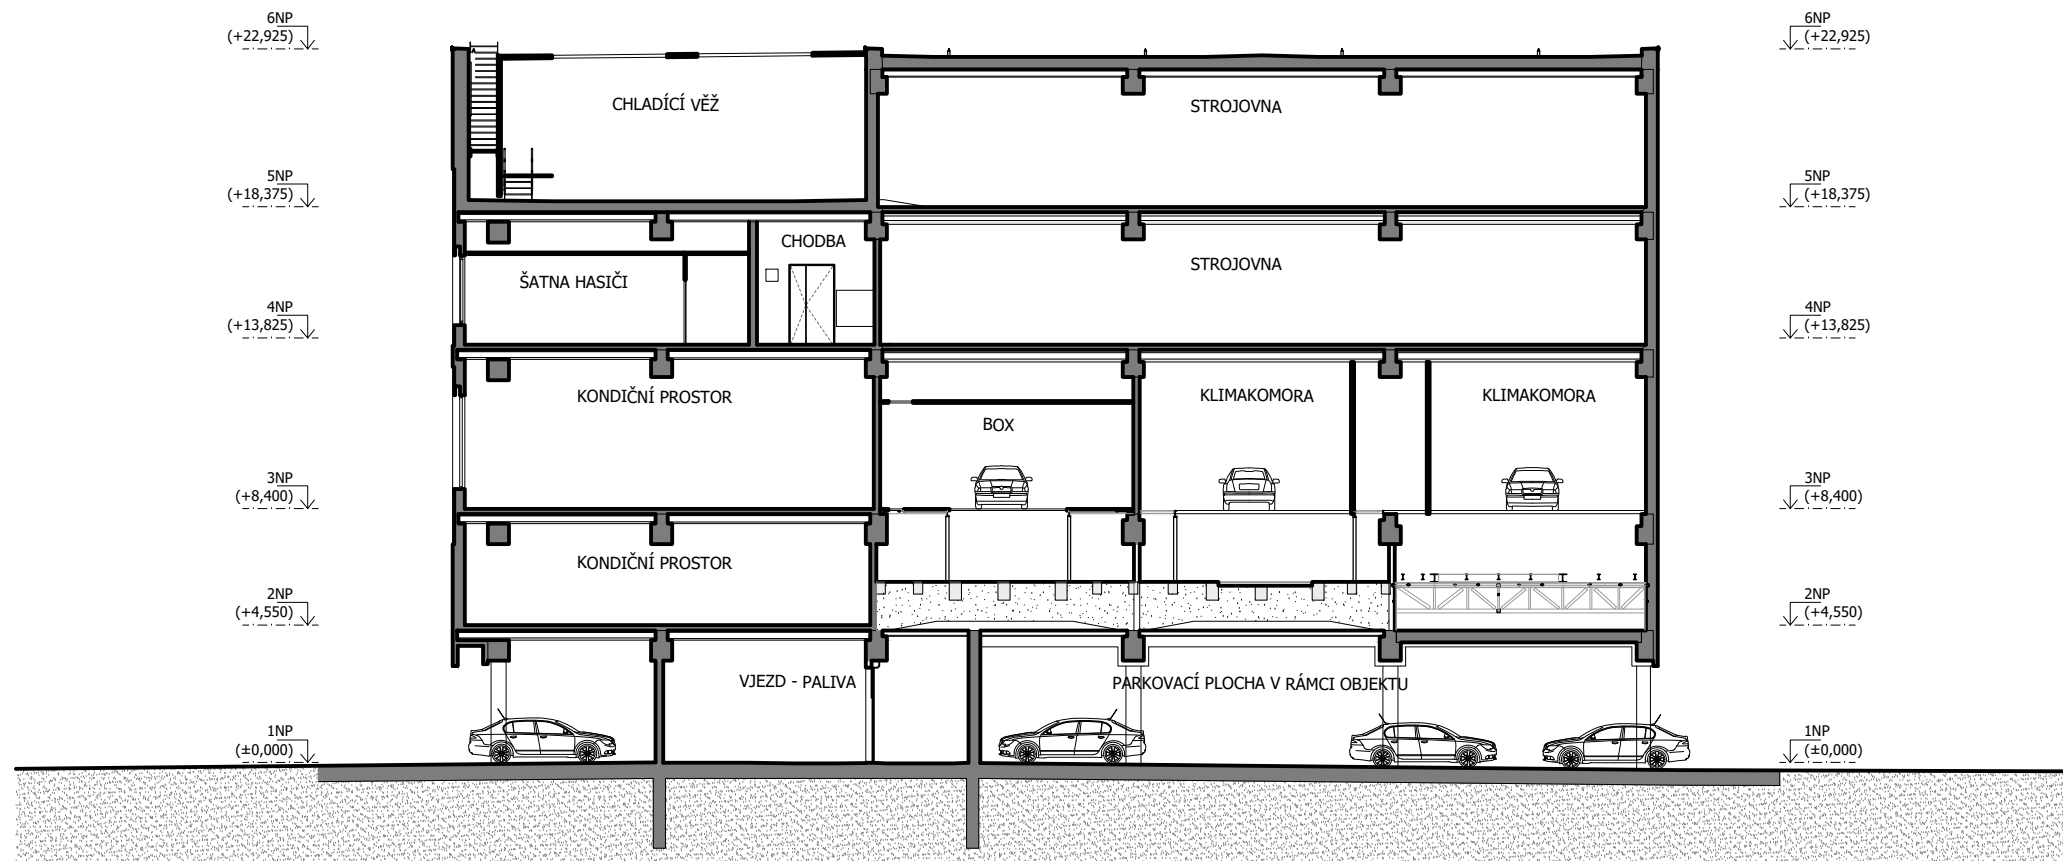 6NP
(+22,925)
6NP
(+22,925)
CHLADÍCÍ VĚŽ
STROJOVNA
5NP
(+18,375)
5NP
(+18,375)
CHODBA
ŠATNA HASIČI
STROJOVNA
4NP
(+13,825)
4NP
(+13,825)
KONDIČNÍ PROSTOR
BOX
KLIMAKOMORA
KLIMAKOMORA
3NP
(+8,400)
3NP
(+8,400)
KONDIČNÍ PROSTOR
2NP
(+4,550)
2NP
(+4,550)
VJEZD - PALIVA
PARKOVACÍ PLOCHA V RÁMCI OBJEKTU
1NP
(±0,000)
1NP
(±0,000)